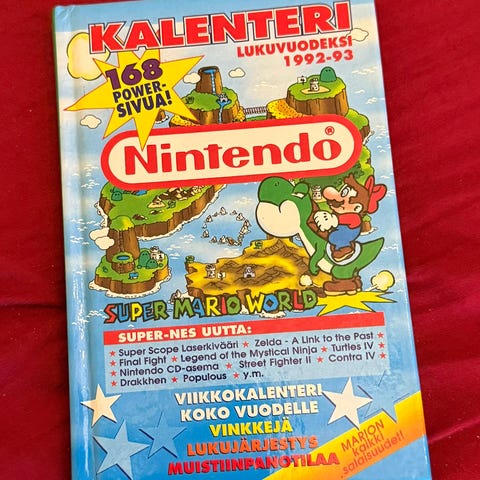 KALENTERI
LUKUVUODEKSI
1992-93
168
POWER-
SIVUA!
Nintendo®
SUPER MARIO WORLD
SUPER-NES UUTTA:
★ Super Scope Laserkivääri ★ Zelda - A Link to the Past ★
★ Final Fight ★ Legend of the Mystical Ninja ★ Turtles IV ★
★ Nintendo CD-asema ★ Street Fighter II ★ Contra IV ★
★ Drakkhen ★ Populous ★ y.m.
VIIKKOKALENTERI
KOKO VUODELLE
VINKKEJÄ
LUKUJÄRJESTYS
MUISTIINPANOTILAA
MARION
kaikki
salaisuudet!